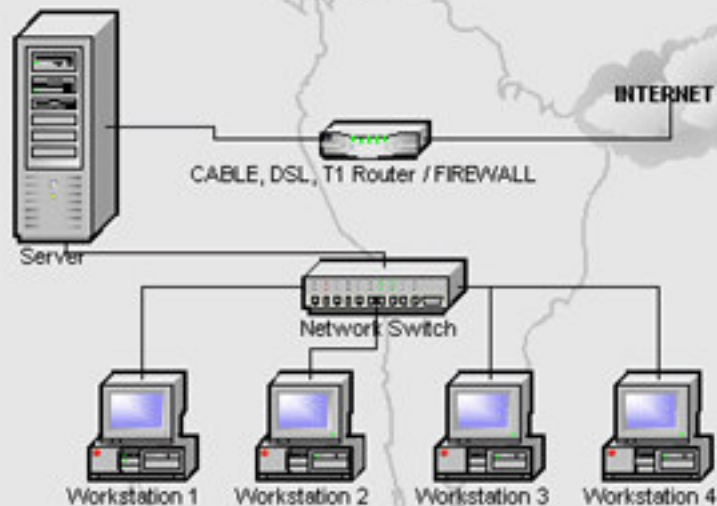 INTERNET
CABLE, DSL, T1 Router / FIREWALL
Server
Network Switch
Workstation 1
Workstation 2
Workstation 3
Workstation 4